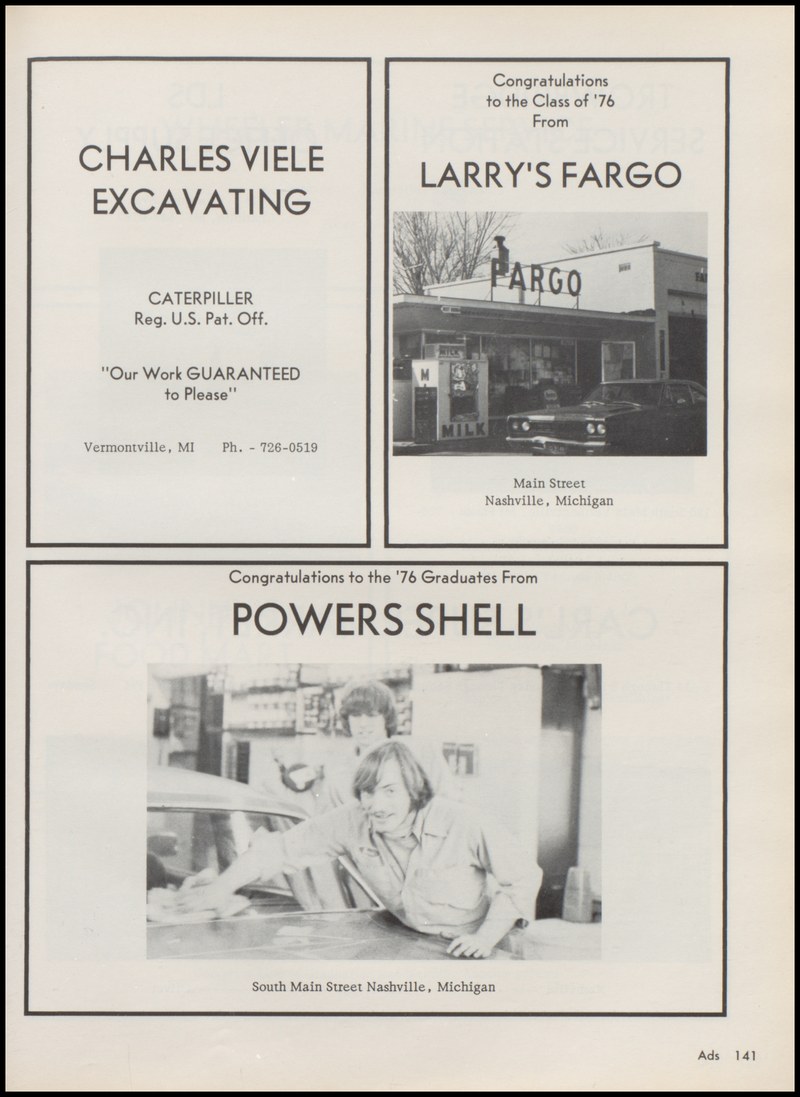 CHARLES VIELE
EXCAVATING
CATERPILLER
Reg. U.S. Pat. Off.
"Our Work GUARANTEED
to Please"
Vermontville, MI Ph. - 726-0519
Congratulations
to the Class of '76
From
LARRY'S FARGO
FARGO
MILK
M
MILK
Main Street
Nashville, Michigan
Congratulations to the '76 Graduates From
POWERS SHELL
South Main Street Nashville, Michigan
Ads 141